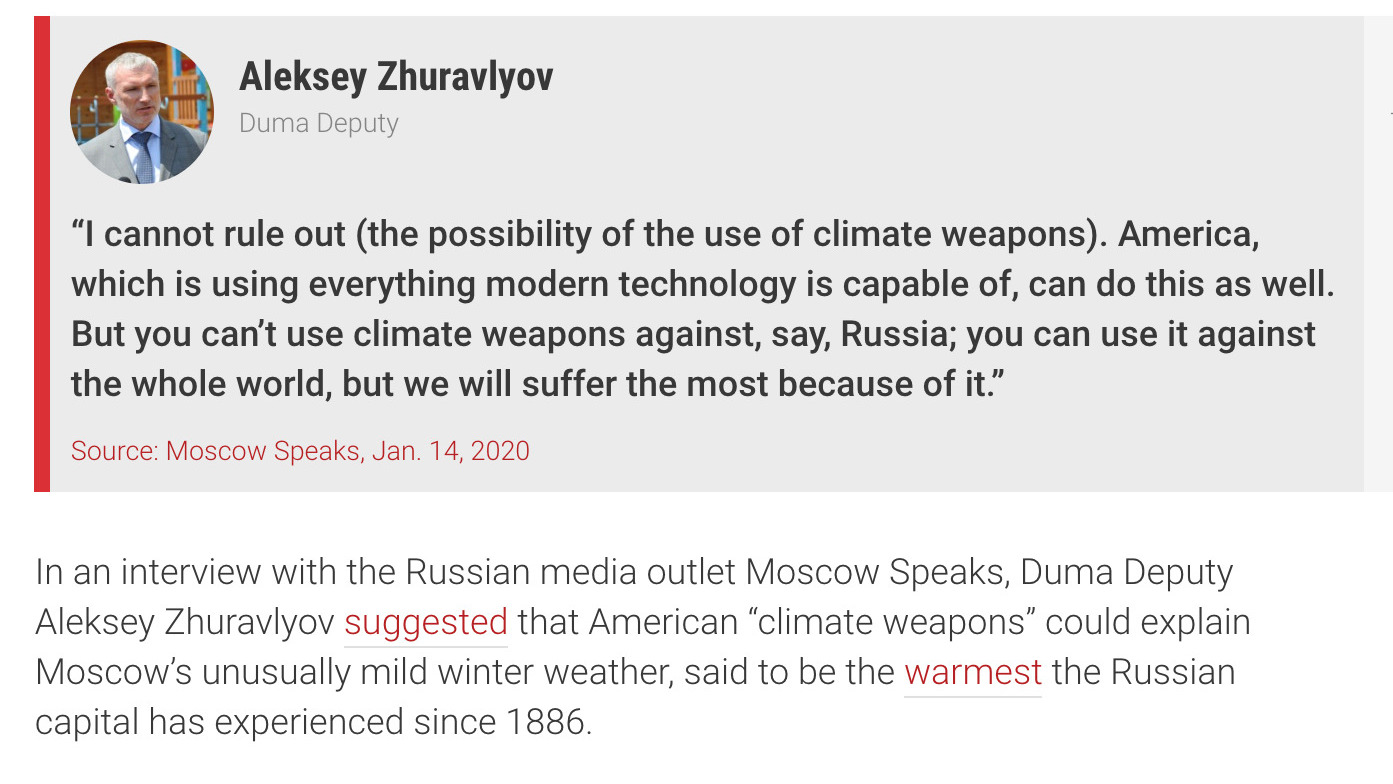 Aleksey Zhuravlyov
Duma Deputy
“I cannot rule out (the possibility of the use of climate weapons). America,
which is using everything modern technology is capable of, can do this as well.
But you can’t use climate weapons against, say, Russia; you can use it against
the whole world, but we will suffer the most because of it.”
Source: Moscow Speaks, Jan. 14, 2020
In an interview with the Russian media outlet Moscow Speaks, Duma Deputy
Aleksey Zhuravlyov suggested that American “climate weapons” could explain
Moscow’s unusually mild winter weather, said to be the warmest the Russian
capital has experienced since 1886.